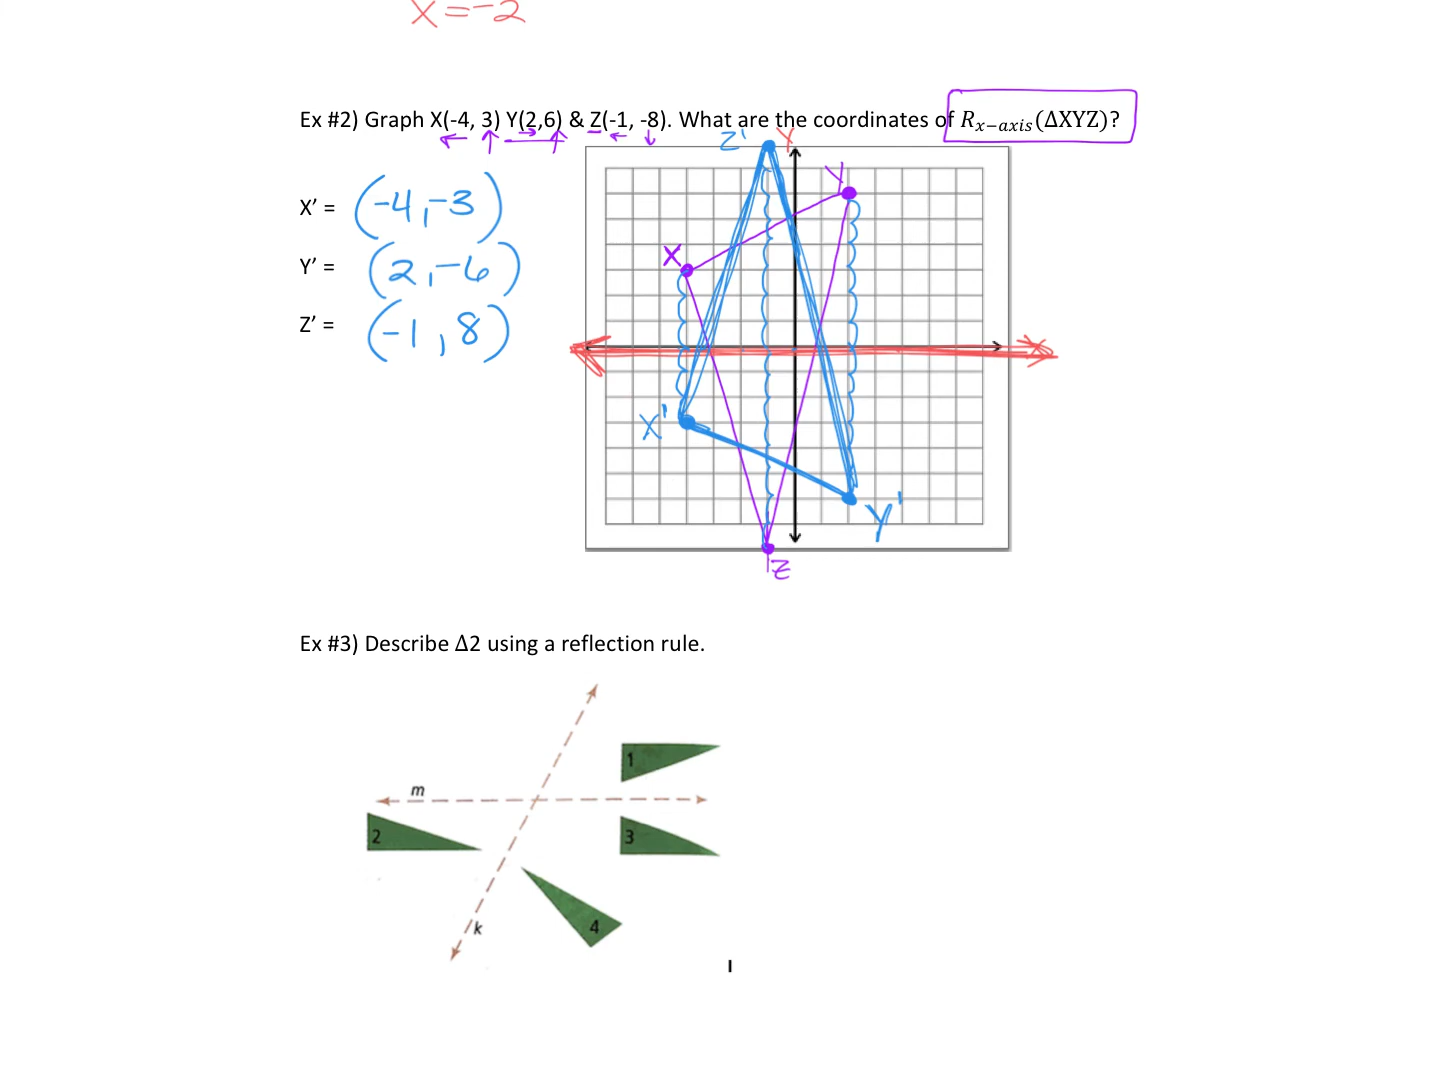 X=-2
Ex #2) Graph X(-4, 3) Y(2,6) & Z(-1, -8). What are the coordinates of R_{x−axis}(ΔXYZ)?
Z' Y
Y
X' = (-4,-3)
X
Y' = (2,-6)
Z' = (-1,8)
x
X'
Y'
Z
Ex #3) Describe Δ2 using a reflection rule.
1
m
2
3
k
4